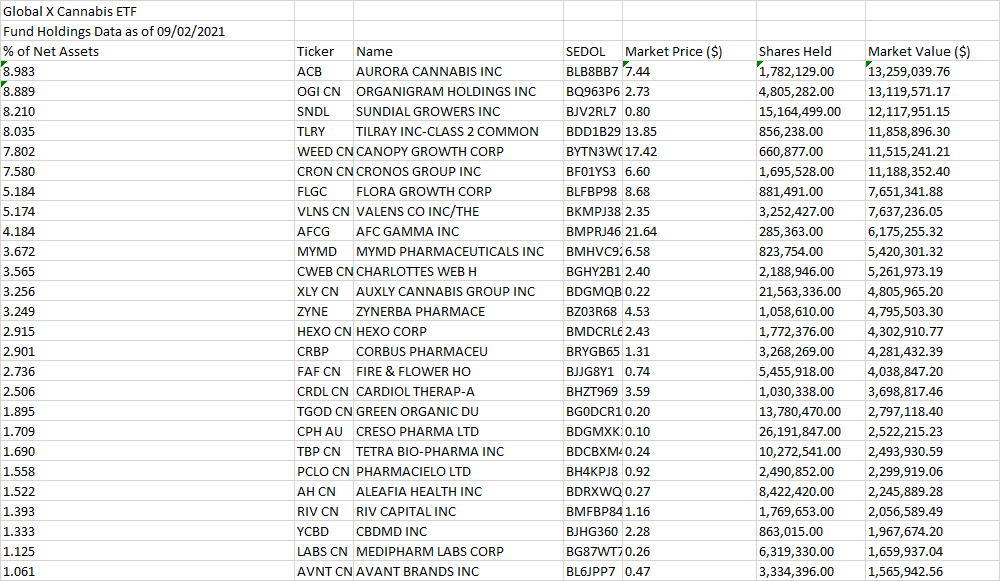 Global X Cannabis ETF
Fund Holdings Data as of 09/02/2021
% of Net Assets Ticker Name SEDOL Market Price ($) Shares Held Market Value ($)
8.983 ACB AURORA CANNABIS INC BLB8BB7 7.44 1,782,129.00 13,259,039.76
8.889 OGI CN ORGANIGRAM HOLDINGS INC BQ963P6 2.73 4,805,282.00 13,119,571.17
8.210 SNDL SUNDIAL GROWERS INC BJV2RL7 0.80 15,164,499.00 12,117,951.15
8.035 TLRY TILRAY INC-CLASS 2 COMMON BDD1B29 13.85 856,238.00 11,858,896.30
7.802 WEED CN CANOPY GROWTH CORP BYTN3W 17.42 660,877.00 11,515,241.21
7.580 CRON CN CRONOS GROUP INC BF01YS3 6.60 1,695,528.00 11,188,352.40
5.184 FLGC FLORA GROWTH CORP BLFBP98 8.68 881,491.00 7,651,341.88
5.174 VLNS CN VALENS CO INC/THE BKMPJ38 2.35 3,252,427.00 7,637,236.05
4.184 AFCG AFC GAMMA INC BMPRJ46 21.64 285,363.00 6,175,255.32
3.672 MYMD MYMD PHARMACEUTICALS INC BMHVC9 6.58 823,754.00 5,420,301.32
3.565 CWEB CN CHARLOTTES WEB H BGHY2B1 2.40 2,188,946.00 5,261,973.19
3.256 XLY CN AUXLY CANNABIS GROUP INC BDGMQB 0.22 21,563,336.00 4,805,965.20
3.249 ZYNE ZYNERBA PHARMACE BZ03R68 4.53 1,058,610.00 4,795,503.30
2.915 HEXO CN HEXO CORP BMDCRL 2.43 1,772,376.00 4,302,910.77
2.901 CRBP CORBUS PHARMACEU BRYGB65 1.31 3,268,269.00 4,281,432.39
2.736 FAF CN FIRE & FLOWER HO BJJG8Y1 0.74 5,455,918.00 4,038,847.20
2.506 CRDL CN CARDIOL THERAP-A BHZT969 3.59 1,030,338.00 3,698,817.46
1.895 TGOD CN GREEN ORGANIC DU BG0DCR1 0.20 13,780,470.00 2,797,118.40
1.709 CPH AU CRESO PHARMA LTD BDGMXK 0.10 26,191,847.00 2,522,215.23
1.690 TBP CN TETRA BIO-PHARMA INC BDCBXM 0.24 10,272,541.00 2,493,930.59
1.558 PCLO CN PHARMACIELO LTD BH4KPJ8 0.92 2,490,852.00 2,299,919.06
1.522 AH CN ALEAFIA HEALTH INC BDRXWQ 0.27 8,422,420.00 2,245,889.28
1.393 RIV CN RIV CAPITAL INC BMFBP84 1.16 1,769,653.00 2,056,589.49
1.333 YCBD CBDMD INC BJHG360 2.28 863,015.00 1,967,674.20
1.125 LABS CN MEDIPHARM LABS CORP BG87WT 0.26 6,319,330.00 1,659,937.04
1.061 AVNT CN AVANT BRANDS INC BL6JPP7 0.47 3,334,396.00 1,565,942.56